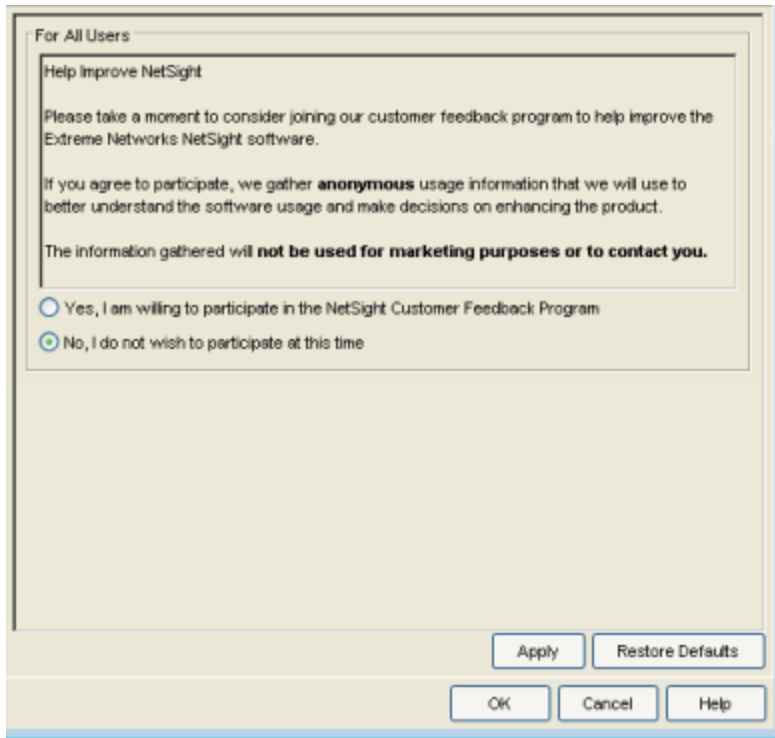 For All Users
Help Improve NetSight
Please take a moment to consider joining our customer feedback program to help improve the
Extreme Networks NetSight software.
If you agree to participate, we gather anonymous usage information that we will use to
better understand the software usage and make decisions on enhancing the product.
The information gathered will not be used for marketing purposes or to contact you.
Yes, I am willing to participate in the NetSight Customer Feedback Program
No, I do not wish to participate at this time
Apply Restore Defaults
OK Cancel Help